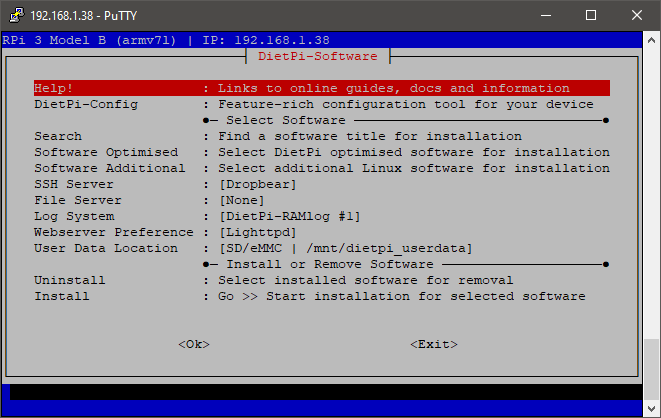 192.168.1.38 - PuTTY
RPi 3 Model B (armv7l) | IP: 192.168.1.38
DietPi-Software
Help! : Links to online guides, docs and information
DietPi-Config : Feature-rich configuration tool for your device
●─ Select Software ─●
Search : Find a software title for installation
Software Optimised : Select DietPi optimised software for installation
Software Additional : Select additional Linux software for installation
SSH Server : [Dropbear]
File Server : [None]
Log System : [DietPi-RAMlog #1]
Webserver Preference : [Lighttpd]
User Data Location : [SD/eMMC | /mnt/dietpi_userdata]
●─ Install or Remove Software ─●
Uninstall : Select installed software for removal
Install : Go >> Start installation for selected software
<Ok> <Exit>